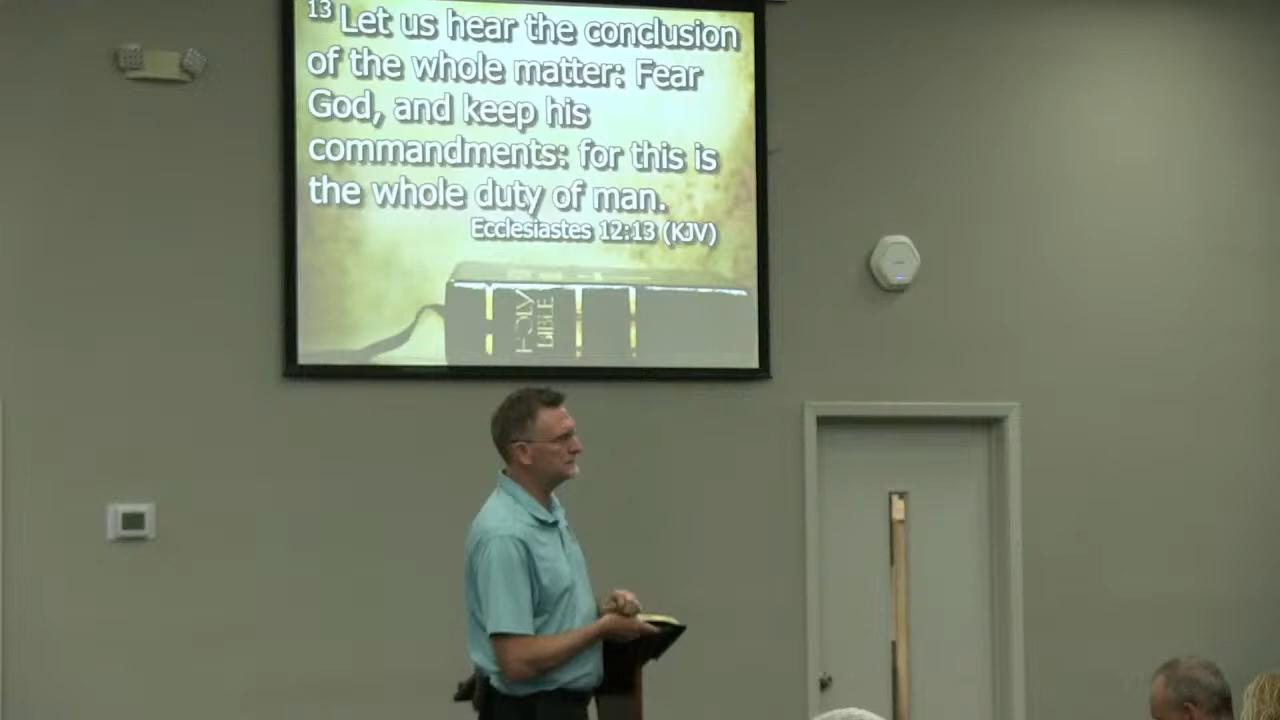 13 Let us hear the conclusion
of the whole matter: Fear
God, and keep his
commandments: for this is
the whole duty of man.
Ecclesiastes 12:13 (KJV)
HOLY
BIBLE